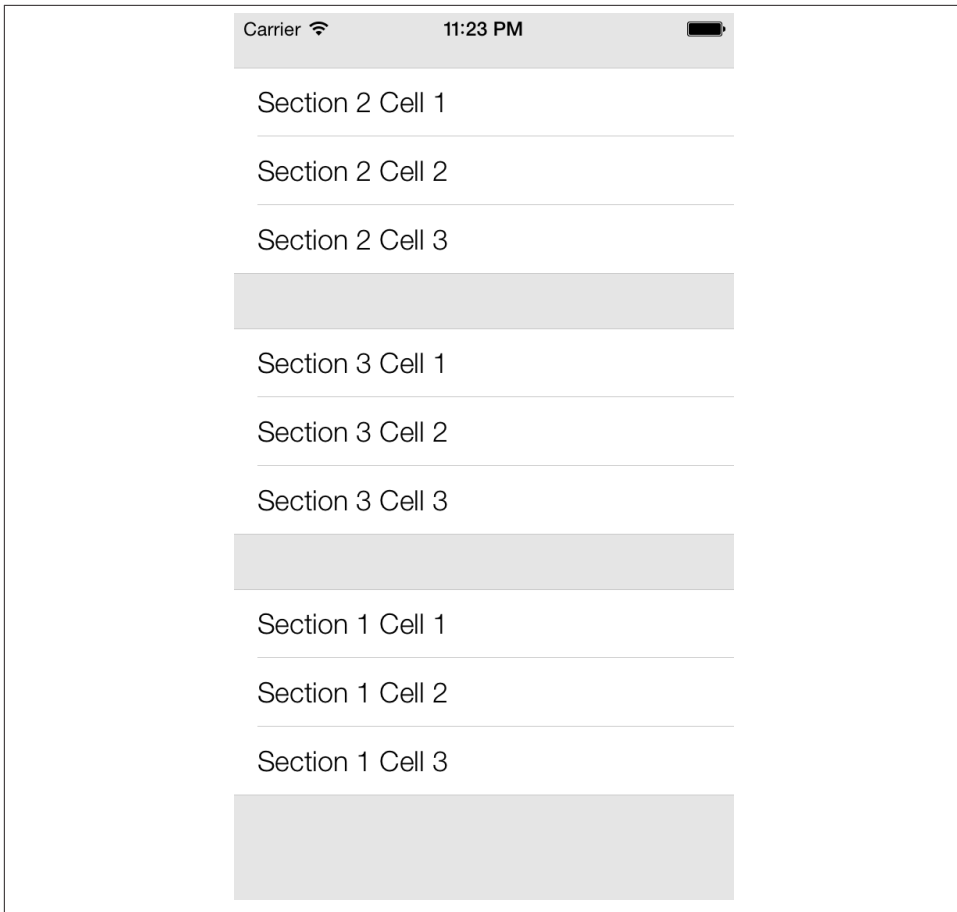 Carrier 11:23 PM
Section 2 Cell 1
Section 2 Cell 2
Section 2 Cell 3
Section 3 Cell 1
Section 3 Cell 2
Section 3 Cell 3
Section 1 Cell 1
Section 1 Cell 2
Section 1 Cell 3